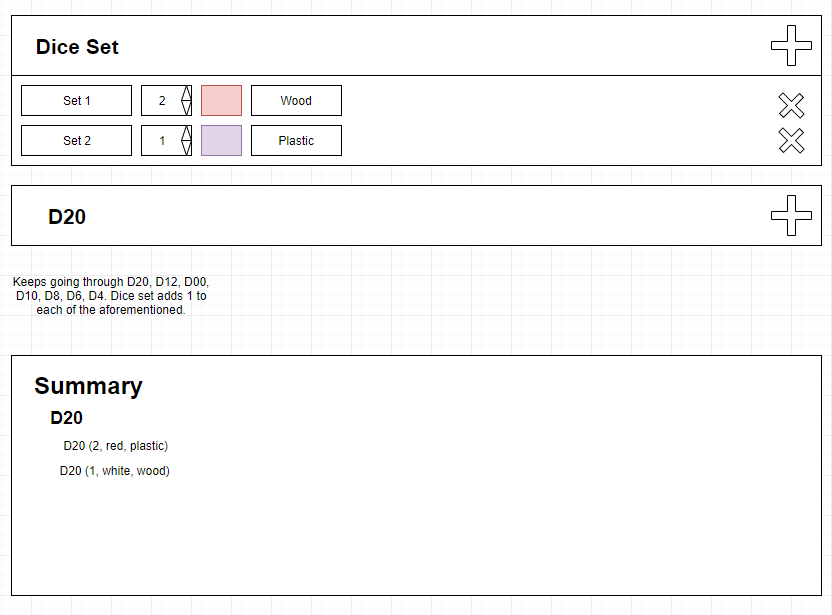 Dice Set
Set 1 2 Wood
Set 2 1 Plastic
D20
Keeps going through D20, D12, D00,
D10, D8, D6, D4. Dice set adds 1 to
each of the aforementioned.
Summary
D20
D20 (2, red, plastic)
D20 (1, white, wood)